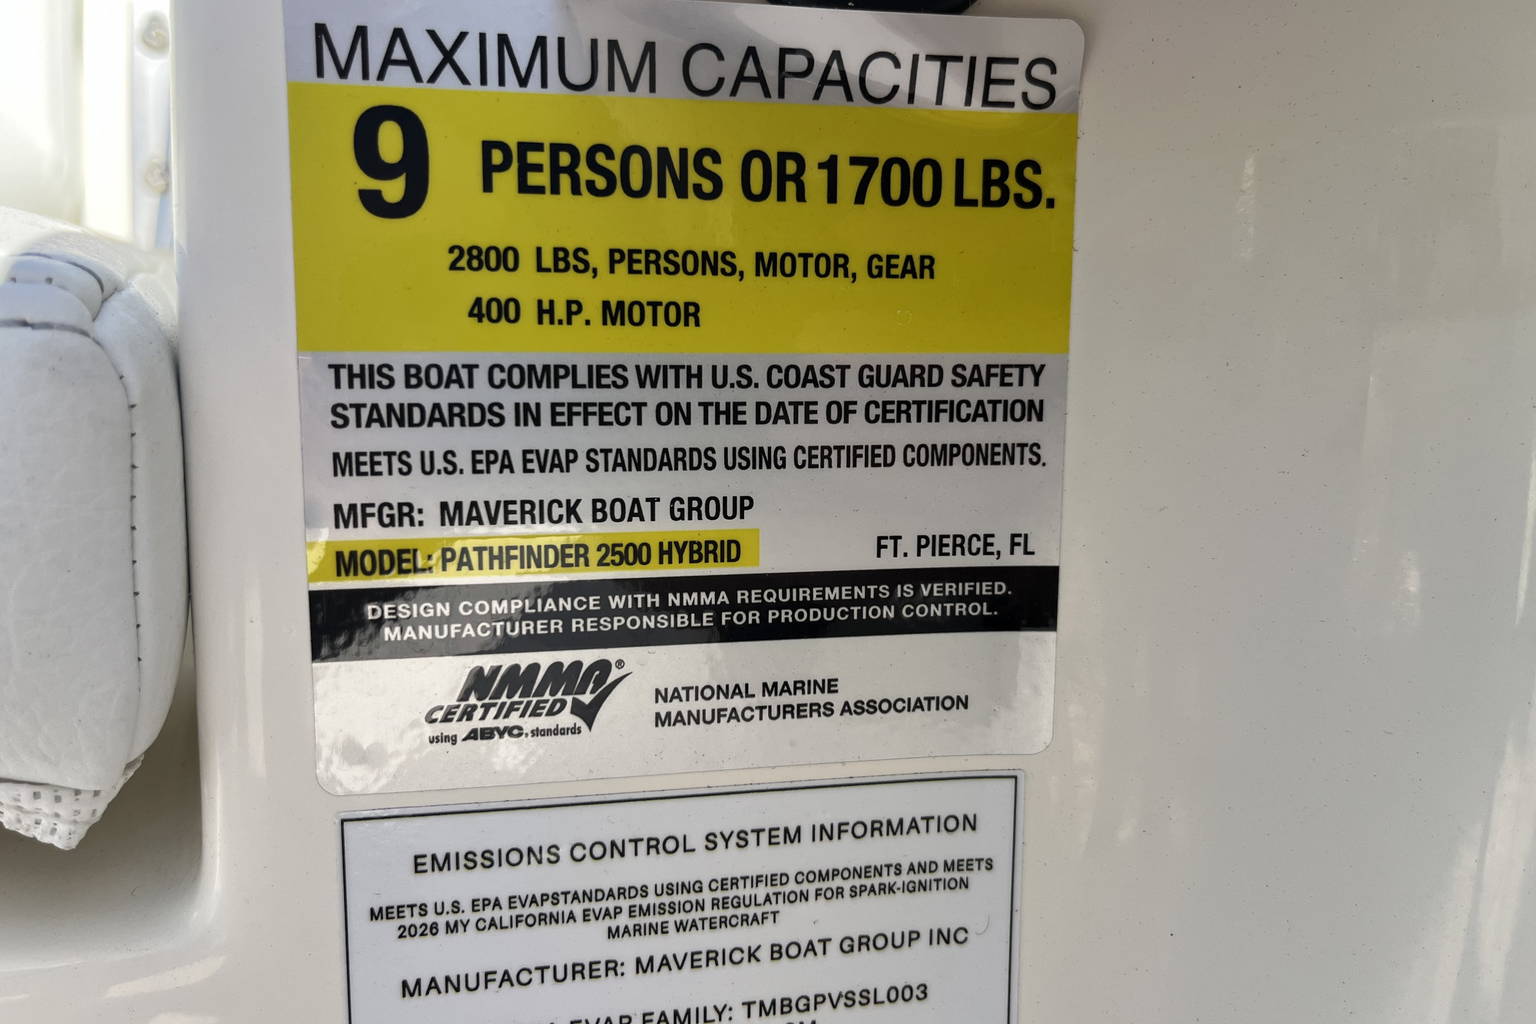 MAXIMUM CAPACITIES
9 PERSONS OR 1700 LBS.
2800 LBS, PERSONS, MOTOR, GEAR
400 H.P. MOTOR
THIS BOAT COMPLIES WITH U.S. COAST GUARD SAFETY
STANDARDS IN EFFECT ON THE DATE OF CERTIFICATION
MEETS U.S. EPA EVAP STANDARDS USING CERTIFIED COMPONENTS.
MFGR: MAVERICK BOAT GROUP
MODEL: PATHFINDER 2500 HYBRID FT. PIERCE, FL
DESIGN COMPLIANCE WITH NMMA REQUIREMENTS IS VERIFIED.
MANUFACTURER RESPONSIBLE FOR PRODUCTION CONTROL.
NMMA®
CERTIFIED
using ABYC. standards
NATIONAL MARINE
MANUFACTURERS ASSOCIATION
EMISSIONS CONTROL SYSTEM INFORMATION
MEETS U.S. EPA EVAPSTANDARDS USING CERTIFIED COMPONENTS AND MEETS
2026 MY CALIFORNIA EVAP EMISSION REGULATION FOR SPARK-IGNITION
MARINE WATERCRAFT
MANUFACTURER: MAVERICK BOAT GROUP INC
EVAP FAMILY: TMBGPVSSL003